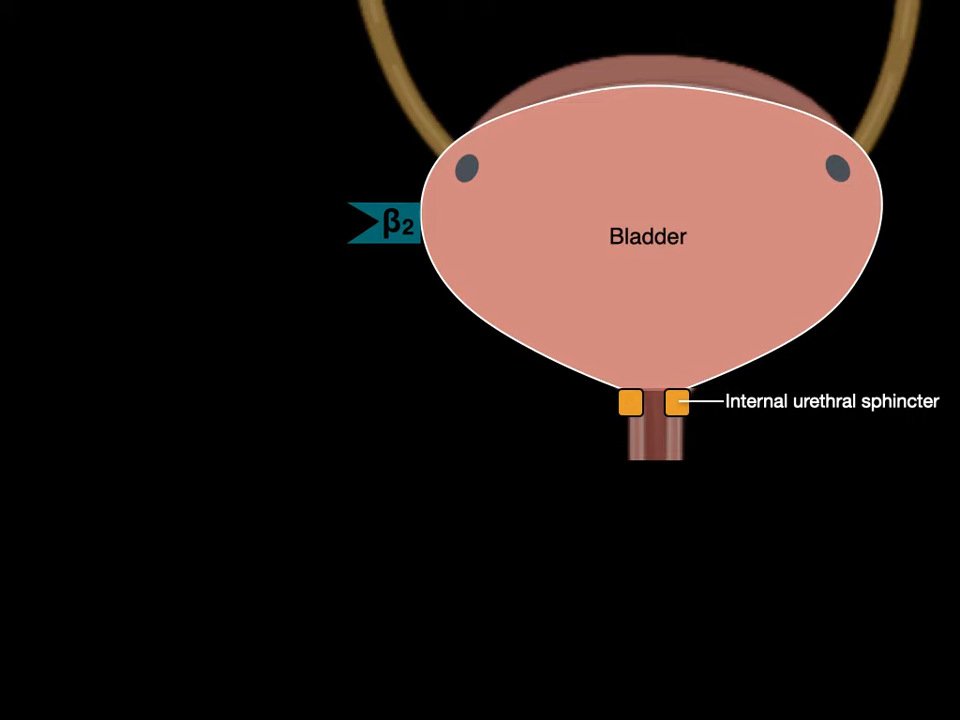 β₂
Bladder
Internal urethral sphincter